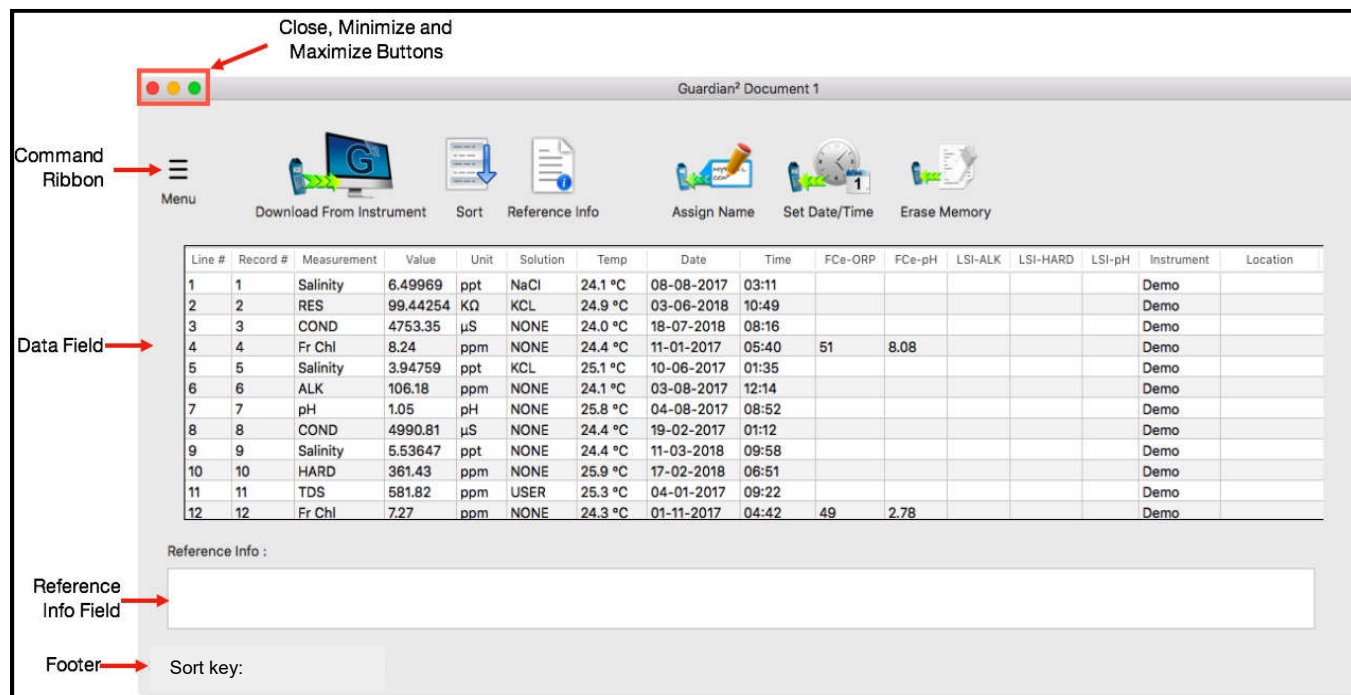 Close, Minimize and
Maximize Buttons
Guardian² Document 1
Command
Ribbon
Menu
Download From Instrument Sort Reference Info Assign Name Set Date/Time Erase Memory
Line # Record # Measurement Value Unit Solution Temp Date Time FCe-ORP FCe-pH LSI-ALK LSI-HARD LSI-pH Instrument Location
1 1 Salinity 6.49969 ppt NaCl 24.1 ºC 08-08-2017 03:11 Demo
2 2 RES 99.44254 KΩ KCL 24.9 ºC 03-06-2018 10:49 Demo
3 3 COND 4753.35 µS NONE 24.0 ºC 18-07-2018 08:16 Demo
Data Field
4 4 Fr Chl 8.24 ppm NONE 24.4 ºC 11-01-2017 05:40 51 8.08 Demo
5 5 Salinity 3.94759 ppt KCL 25.1 ºC 10-06-2017 01:35 Demo
6 6 ALK 106.18 ppm NONE 24.1 ºC 03-08-2017 12:14 Demo
7 7 pH 1.05 pH NONE 25.8 ºC 04-08-2017 08:52 Demo
8 8 COND 4990.81 µS NONE 24.4 ºC 19-02-2017 01:12 Demo
9 9 Salinity 5.53647 ppt NONE 24.4 ºC 11-03-2018 09:58 Demo
10 10 HARD 361.43 ppm NONE 25.9 ºC 17-02-2018 06:51 Demo
11 11 TDS 581.82 ppm USER 25.3 ºC 04-01-2017 09:22 Demo
12 12 Fr Chl 7.27 ppm NONE 24.3 ºC 01-11-2017 04:42 49 2.78 Demo
Reference Info :
Reference
Info Field
Footer
Sort key: